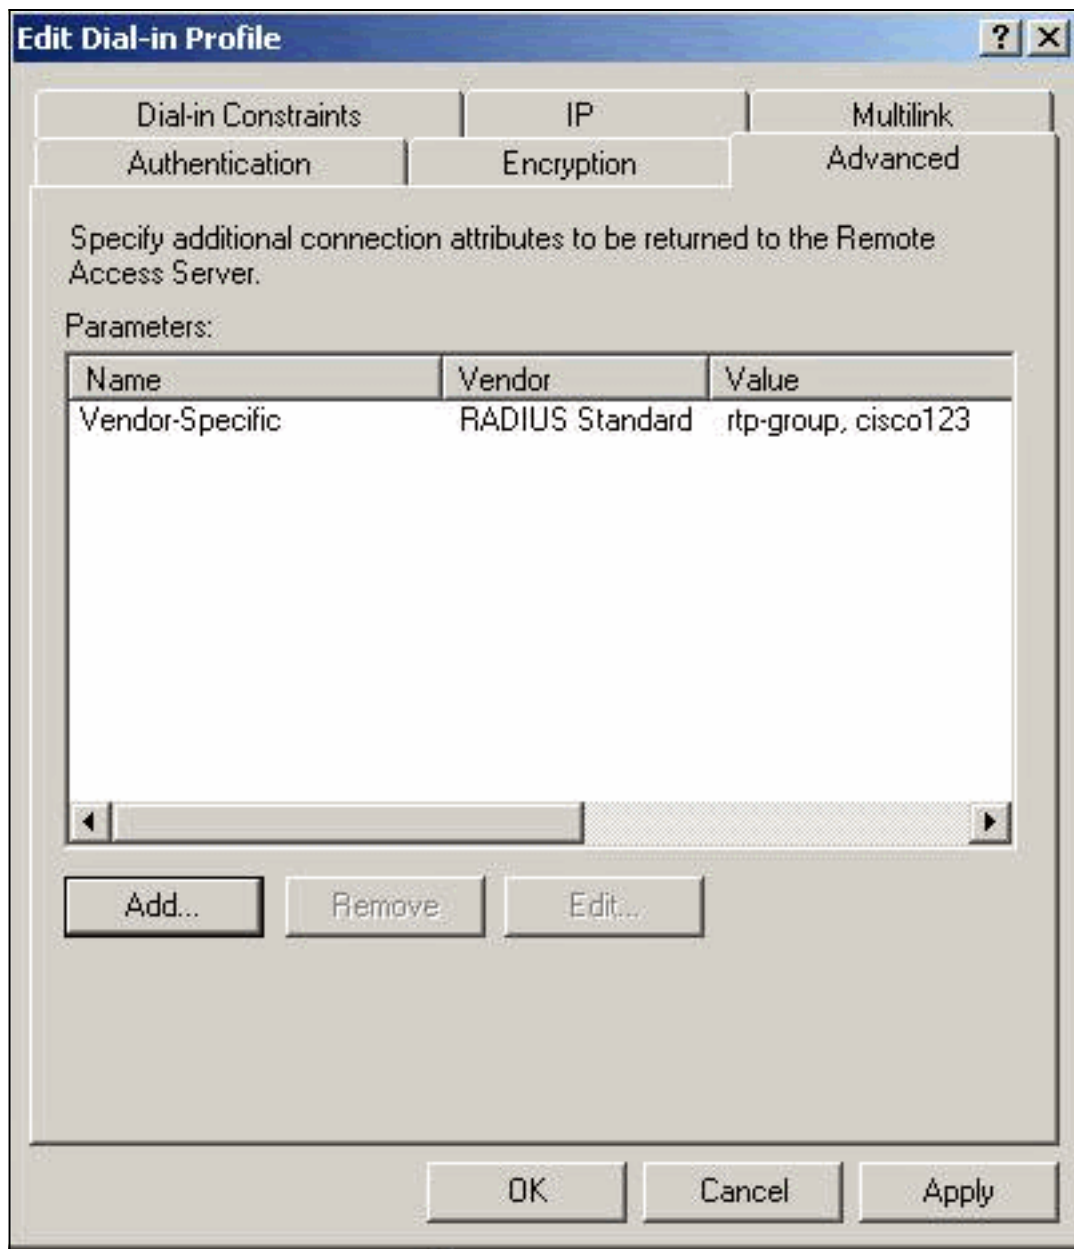 Edit Dial-in Profile
Dial-in Constraints IP Multilink
Authentication Encryption Advanced
Specify additional connection attributes to be returned to the Remote
Access Server.
Parameters:
Name Vendor Value
Vendor-Specific RADIUS Standard rtp-group, cisco123
Add... Remove Edit...
OK Cancel Apply